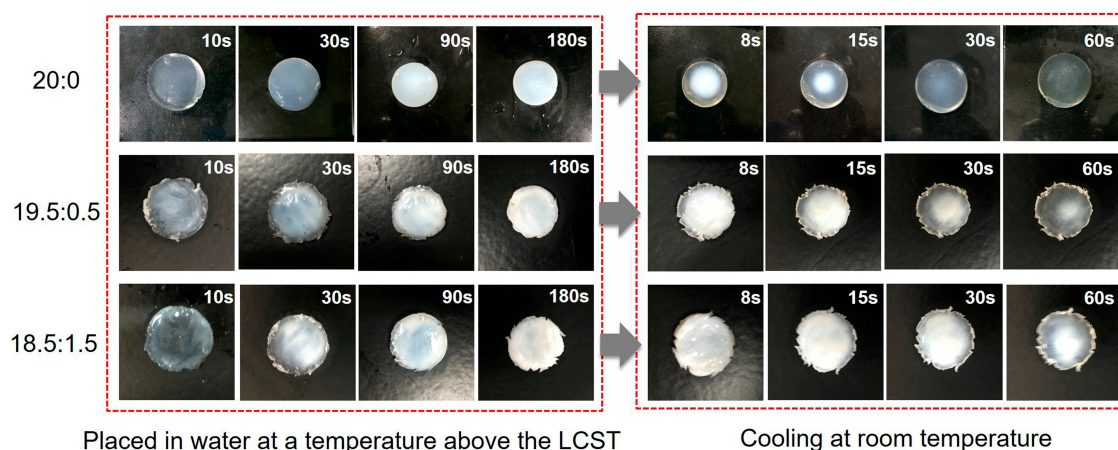 10s 30s 90s 180s 8s 15s 30s 60s
20:0
10s 30s 90s 180s 8s 15s 30s 60s
19.5:0.5
10s 30s 90s 180s 8s 15s 30s 60s
18.5:1.5
Placed in water at a temperature above the LCST Cooling at room temperature